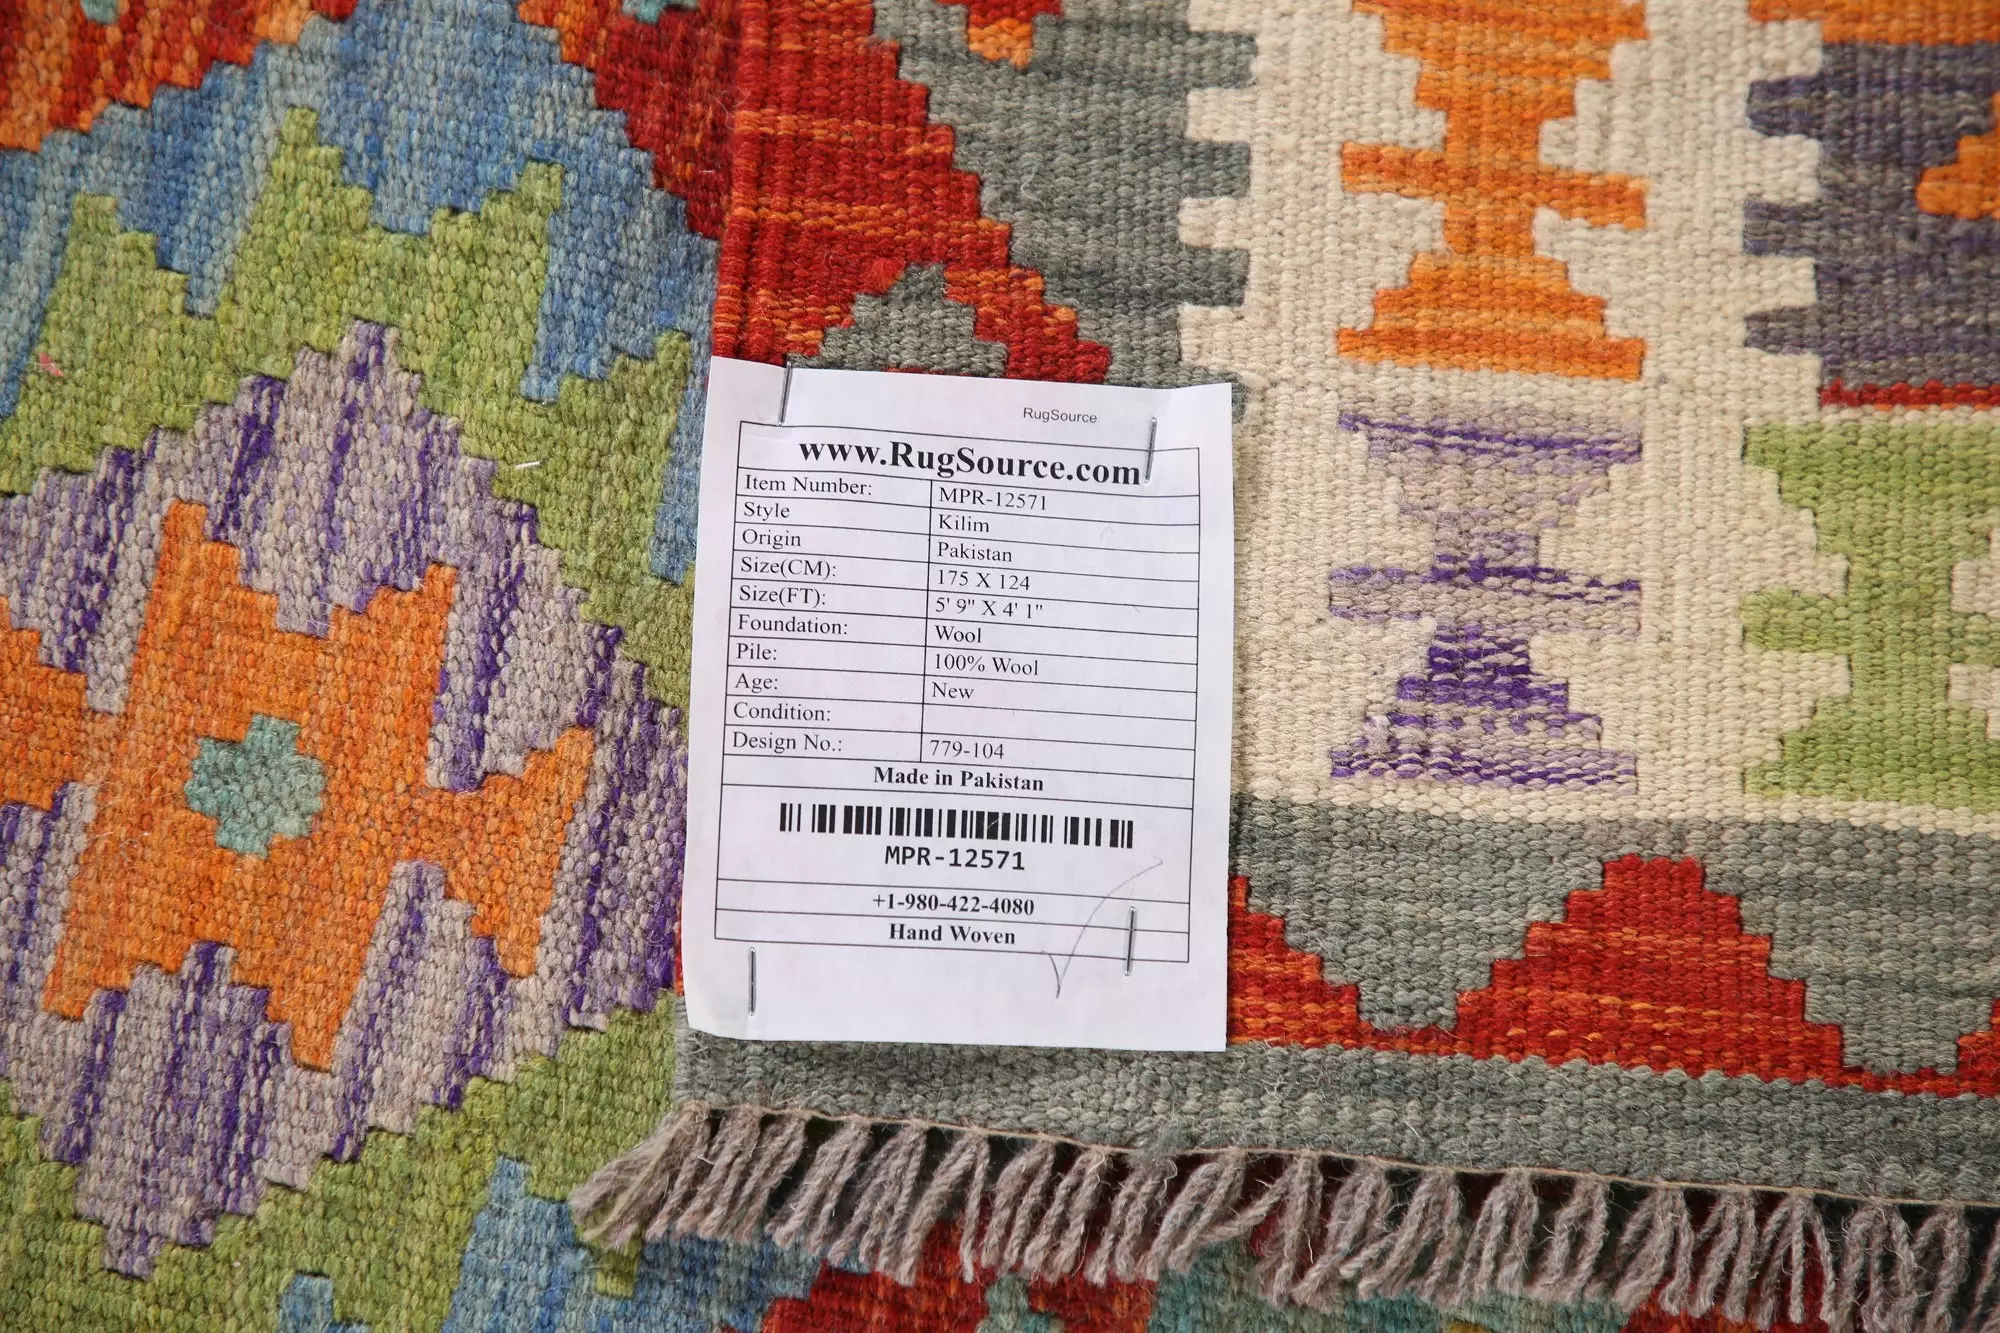 RugSource
www.RugSource.com
Item Number: MPR-12571
Style Kilim
Origin Pakistan
Size(CM): 175 X 124
Size(FT): 5' 9" X 4' 1"
Foundation: Wool
Pile: 100% Wool
Age: New
Condition:
Design No.: 779-104
Made in Pakistan
MPR-12571
+1-980-422-4080
Hand Woven